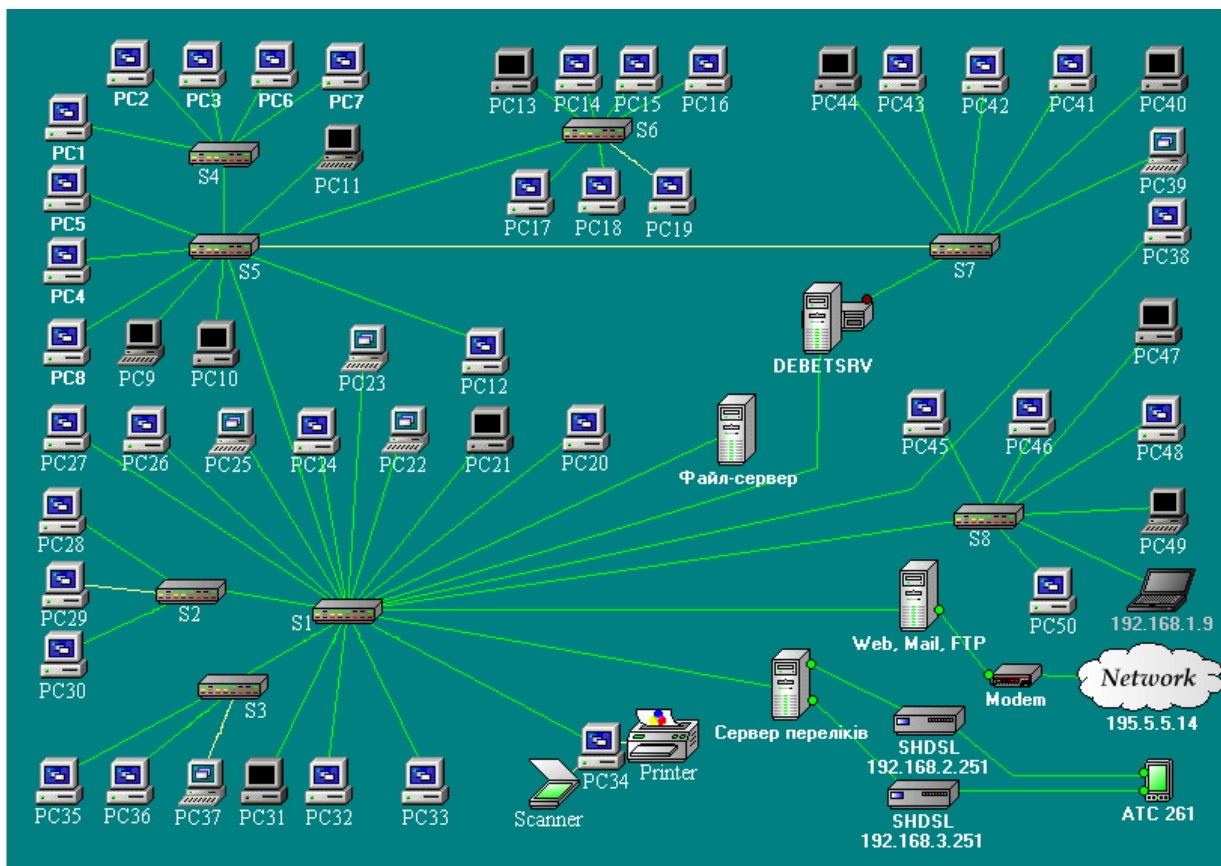 PC2 PC3 PC6 PC7
PC13 PC14 PC15 PC16
PC44 PC43 PC42 PC41 PC40
PC1
S4
PC11
S6
PC39
PC5
PC17 PC18 PC19
PC38
S5
S7
PC4
DEBETSRV
PC47
PC8 PC9 PC10
PC23
PC12
PC27 PC26 PC25 PC24 PC22 PC21 PC20
Файл-сервер
PC45 PC46 PC48
PC28
S8
PC49
PC29
S2
S1
PC50
192.168.1.9
Web, Mail, FTP
PC30
S3
Network
Modem
195.5.5.14
Сервер переліків
SHDSL
192.168.2.251
PC34
Printer
PC35 PC36 PC37 PC31 PC32 PC33
Scanner
SHDSL
192.168.3.251
АТС 261